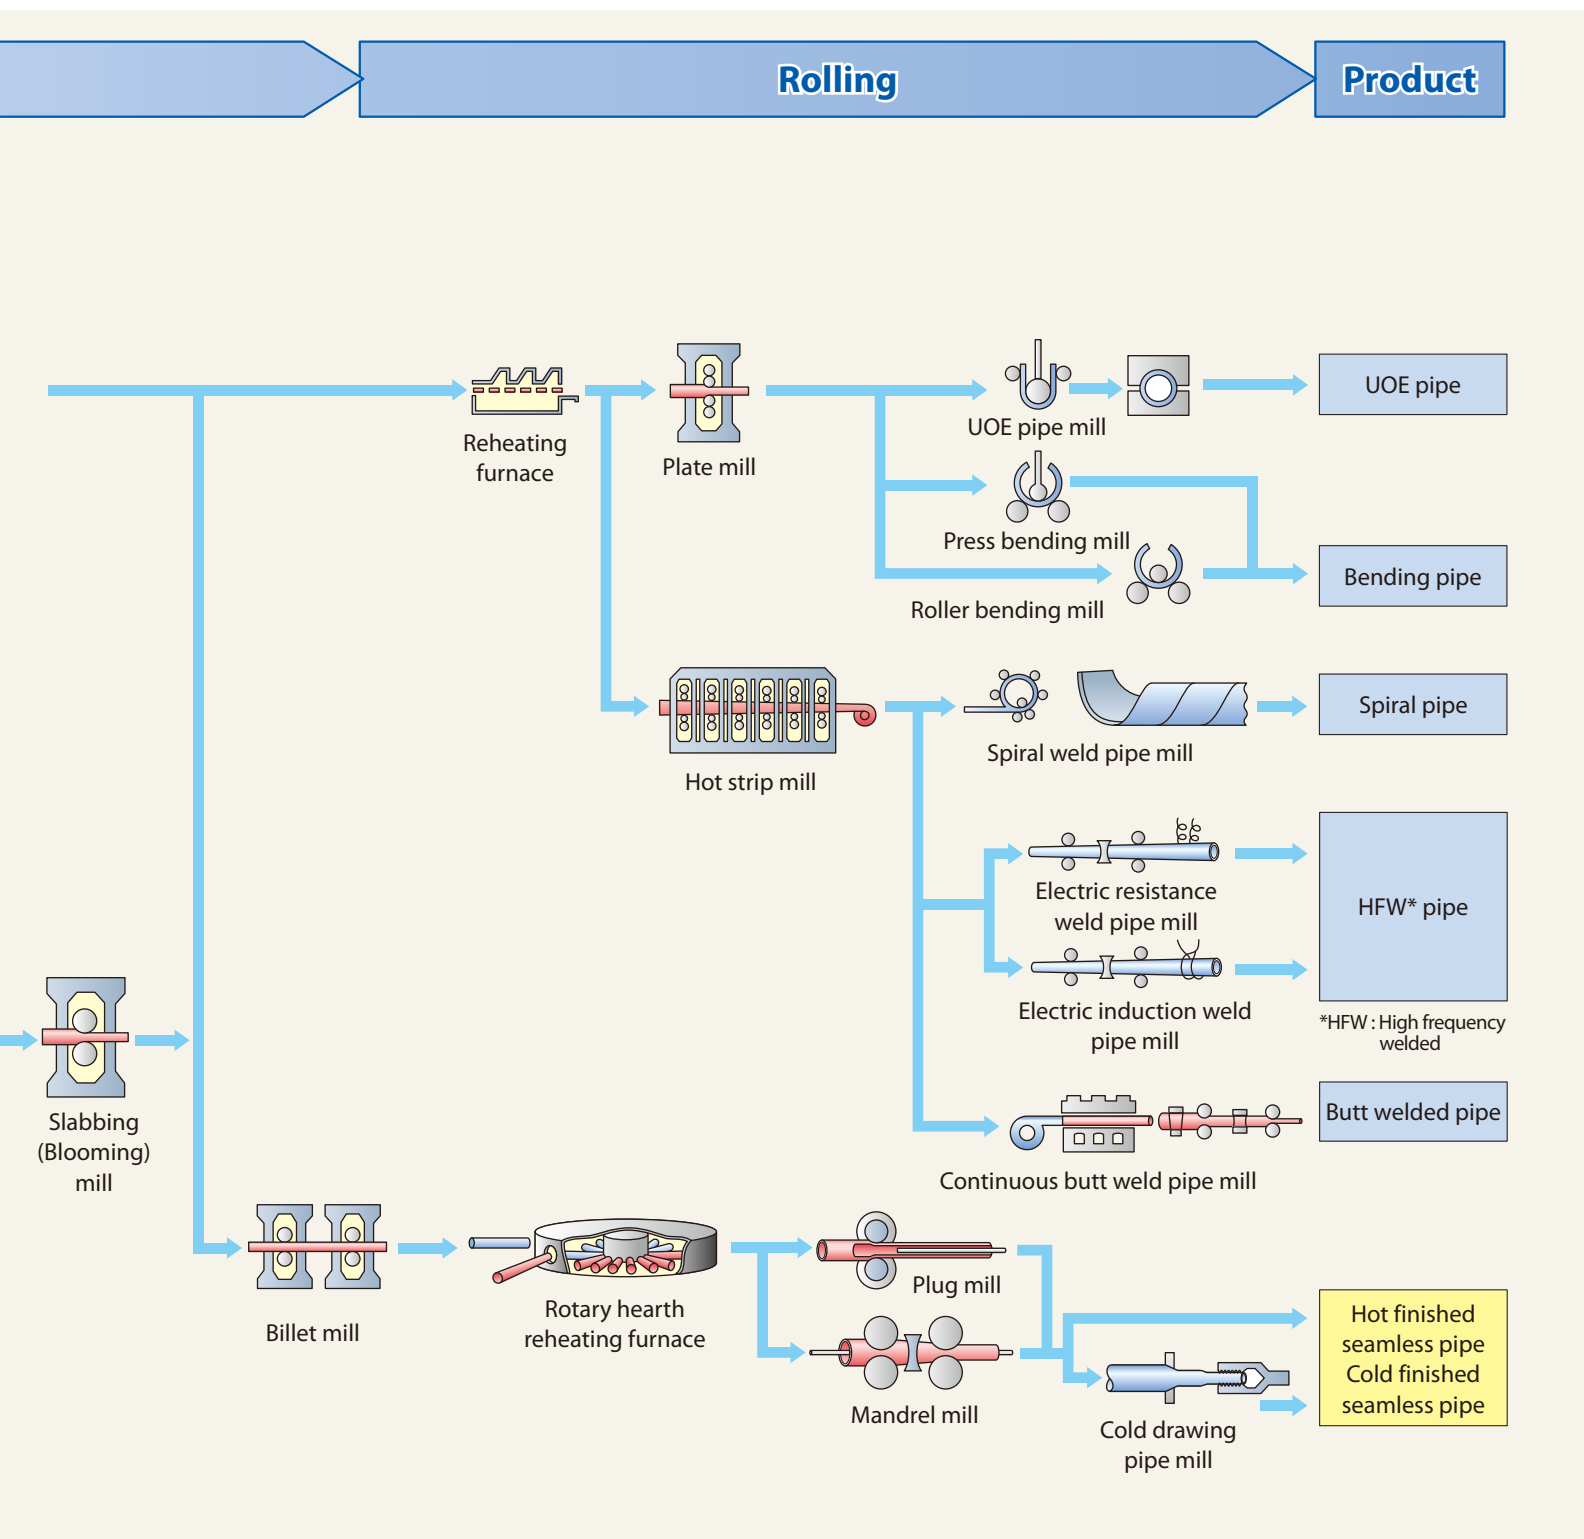 Rolling
Product
UOE pipe
UOE pipe mill
Reheating
furnace
Plate mill
Press bending mill
Bending pipe
Roller bending mill
Spiral pipe
Spiral weld pipe mill
Hot strip mill
Electric resistance
weld pipe mill
HFW* pipe
Electric induction weld
pipe mill
*HFW : High frequency
welded
Slabbing
(Blooming)
mill
Butt welded pipe
Continuous butt weld pipe mill
Billet mill
Rotary hearth
reheating furnace
Plug mill
Mandrel mill
Hot finished
seamless pipe
Cold finished
seamless pipe
Cold drawing
pipe mill